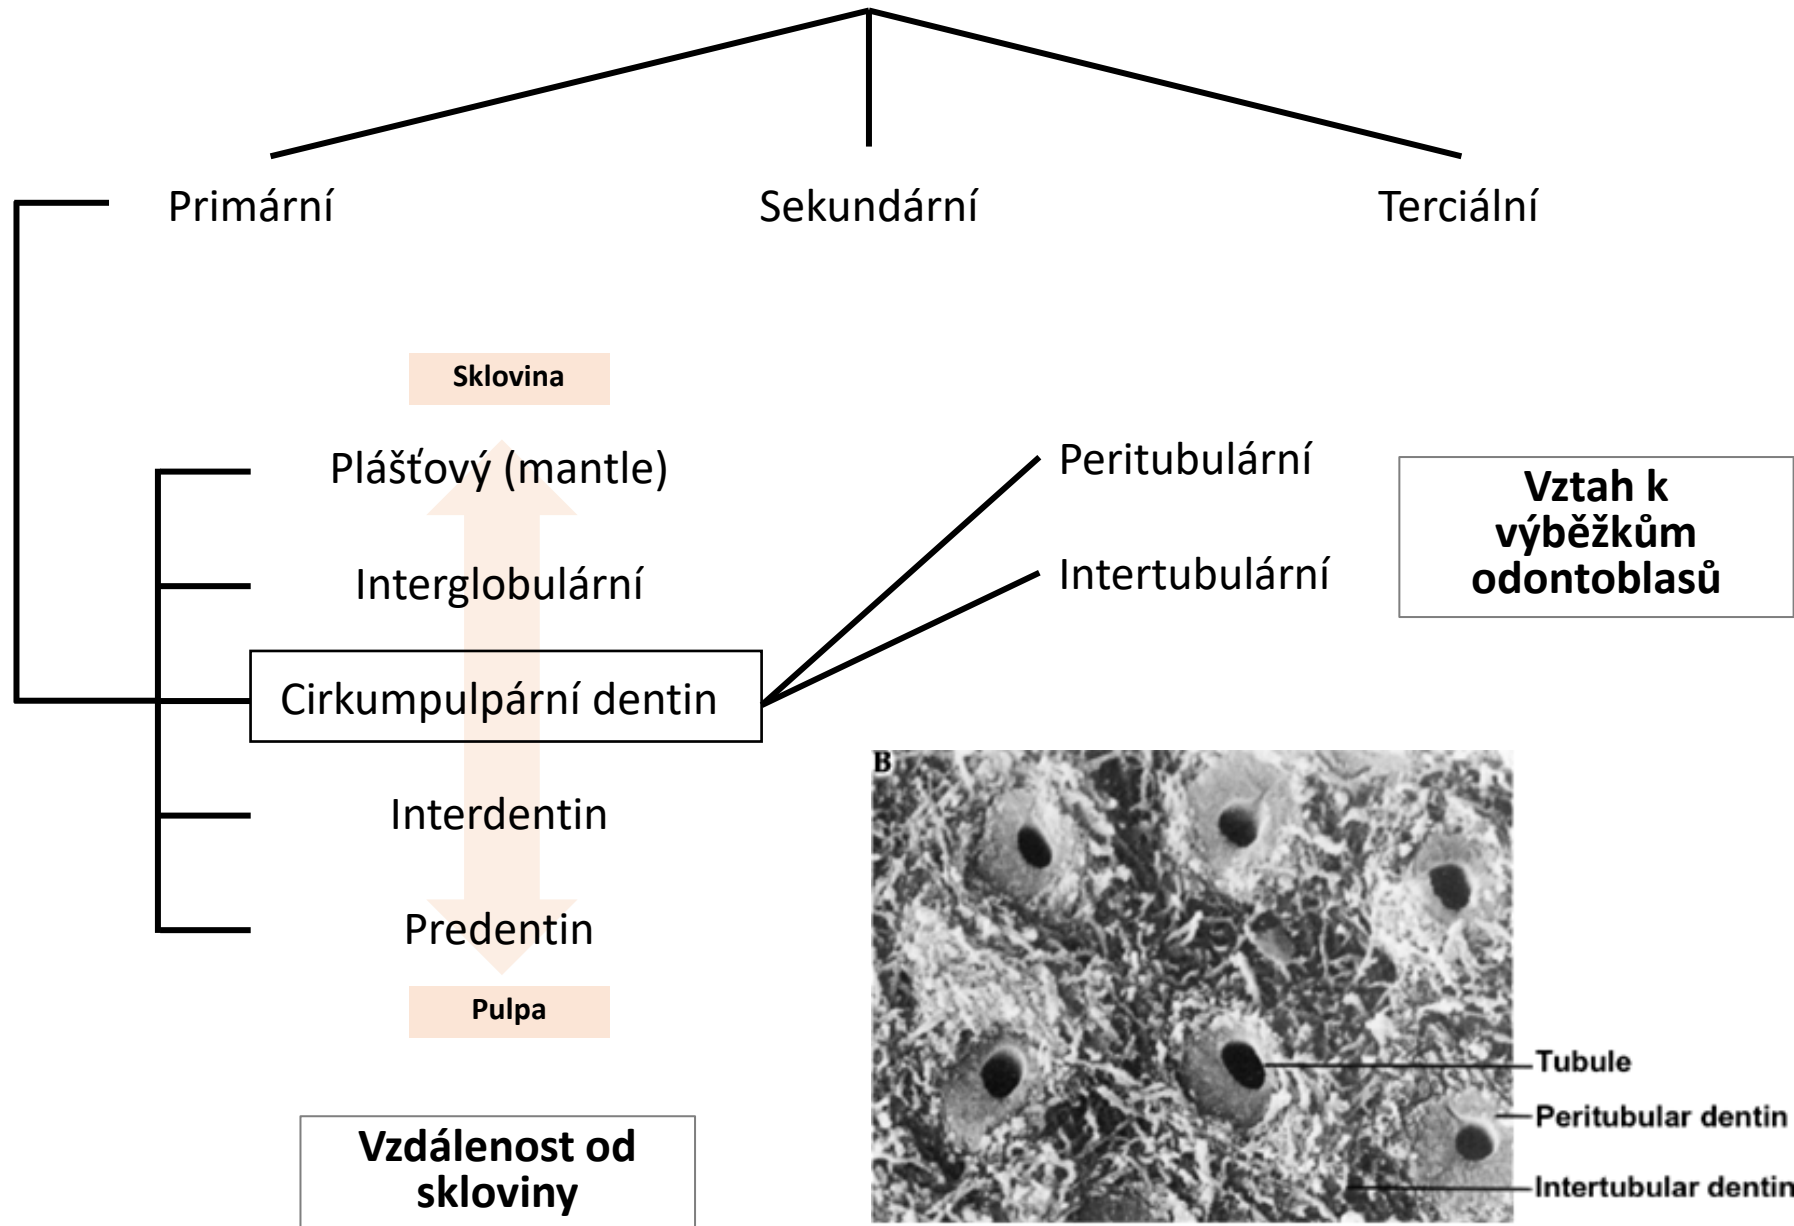 Primární
Sekundární
Terciální
Sklovina
Plášťový (mantle)
Interglobulární
Cirkumpulpární dentin
Interdentin
Predentin
Pulpa
Vzdálenost od
skloviny
Peritubulární
Intertubulární
Vztah k
výběžkům
odontoblasů
B
Tubule
Peritubular dentin
Intertubular dentin